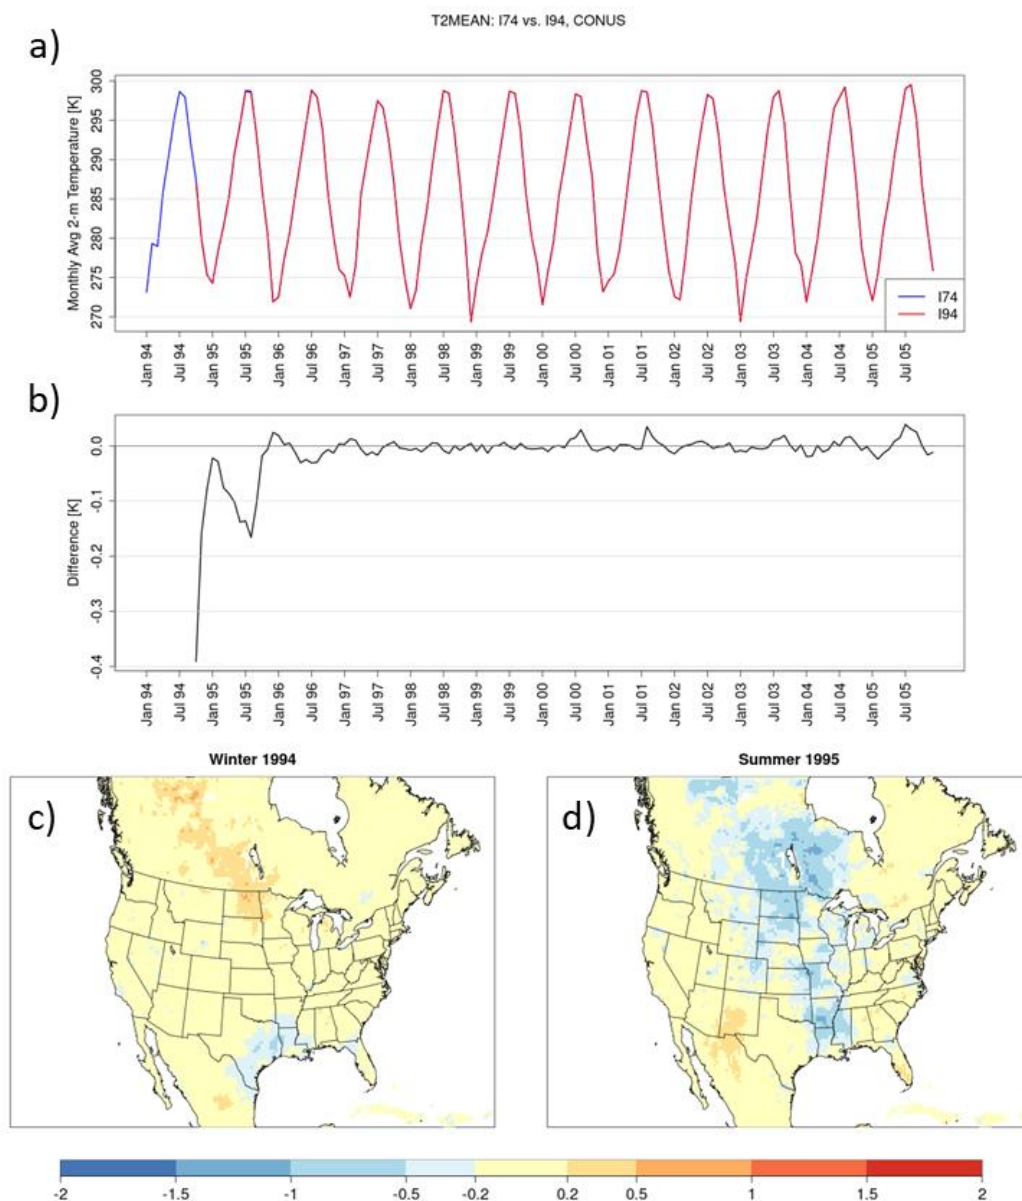 T2MEAN: I74 vs. I94, CONUS
a)
Monthly Avg 2-m Temperature [K]
300
295
290
285
280
275
270
I74
I94
Jan 94
Jul 94
Jan 95
Jul 95
Jan 96
Jul 96
Jan 97
Jul 97
Jan 98
Jul 98
Jan 99
Jul 99
Jan 00
Jul 00
Jan 01
Jul 01
Jan 02
Jul 02
Jan 03
Jul 03
Jan 04
Jul 04
Jan 05
Jul 05
b)
Difference [K]
0.0
-0.1
-0.2
-0.3
-0.4
Jan 94
Jul 94
Jan 95
Jul 95
Jan 96
Jul 96
Jan 97
Jul 97
Jan 98
Jul 98
Jan 99
Jul 99
Jan 00
Jul 00
Jan 01
Jul 01
Jan 02
Jul 02
Jan 03
Jul 03
Jan 04
Jul 04
Jan 05
Jul 05
Winter 1994
Summer 1995
c)
d)
-2 -1.5 -1 -0.5 -0.2 0.2 0.5 1 1.5 2